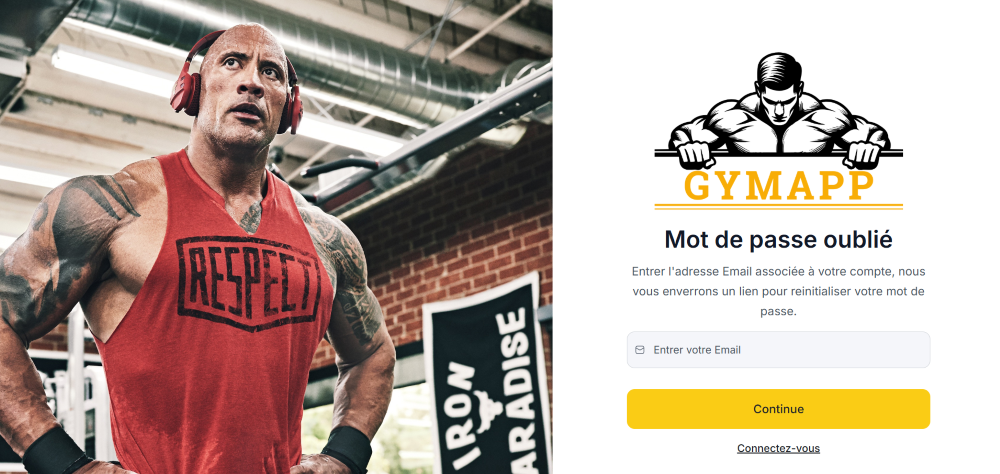 RESPECT
IRON
PARADISE
GYMAPP
Mot de passe oublié
Entrer l'adresse Email associée à votre compte, nous
vous enverrons un lien pour reinitialiser votre mot de
passe.
Entrer votre Email
Continue
Connectez-vous